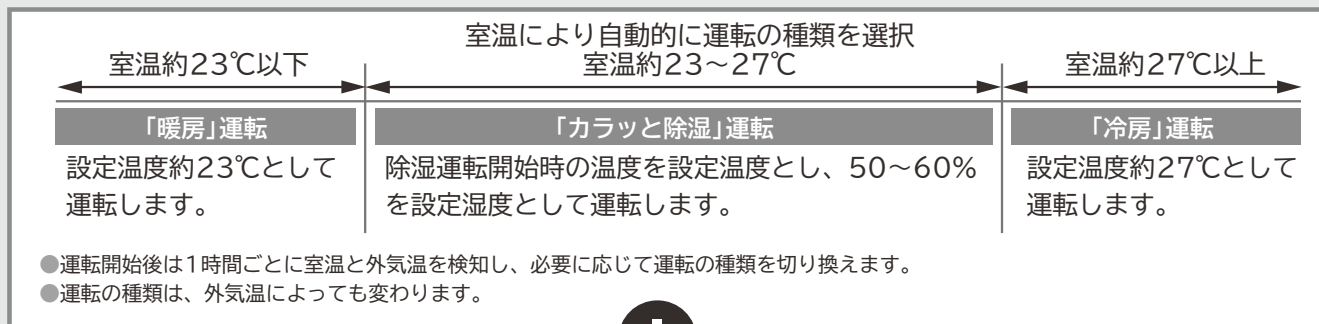 室温により自動的に運転の種類を選択
室温約23℃以下
室温約23〜27℃
室温約27℃以上
「暖房」運転
「カラッと除湿」運転
「冷房」運転
設定温度約23℃として
運転します。
除湿運転開始時の温度を設定温度とし、50〜60%
を設定湿度として運転します。
設定温度約27℃として
運転します。
●運転開始後は1時間ごとに室温と外気温を検知し、必要に応じて運転の種類を切り換えます。
●運転の種類は、外気温によっても変わります。